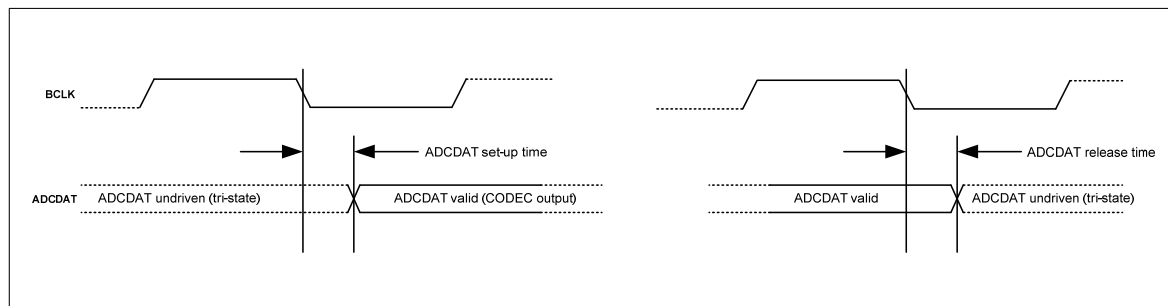 BCLK
ADCDAT set-up time
ADCDAT release time
ADCDAT
ADCDAT undriven (tri-state)
ADCDAT valid (CODEC output)
ADCDAT valid
ADCDAT undriven (tri-state)